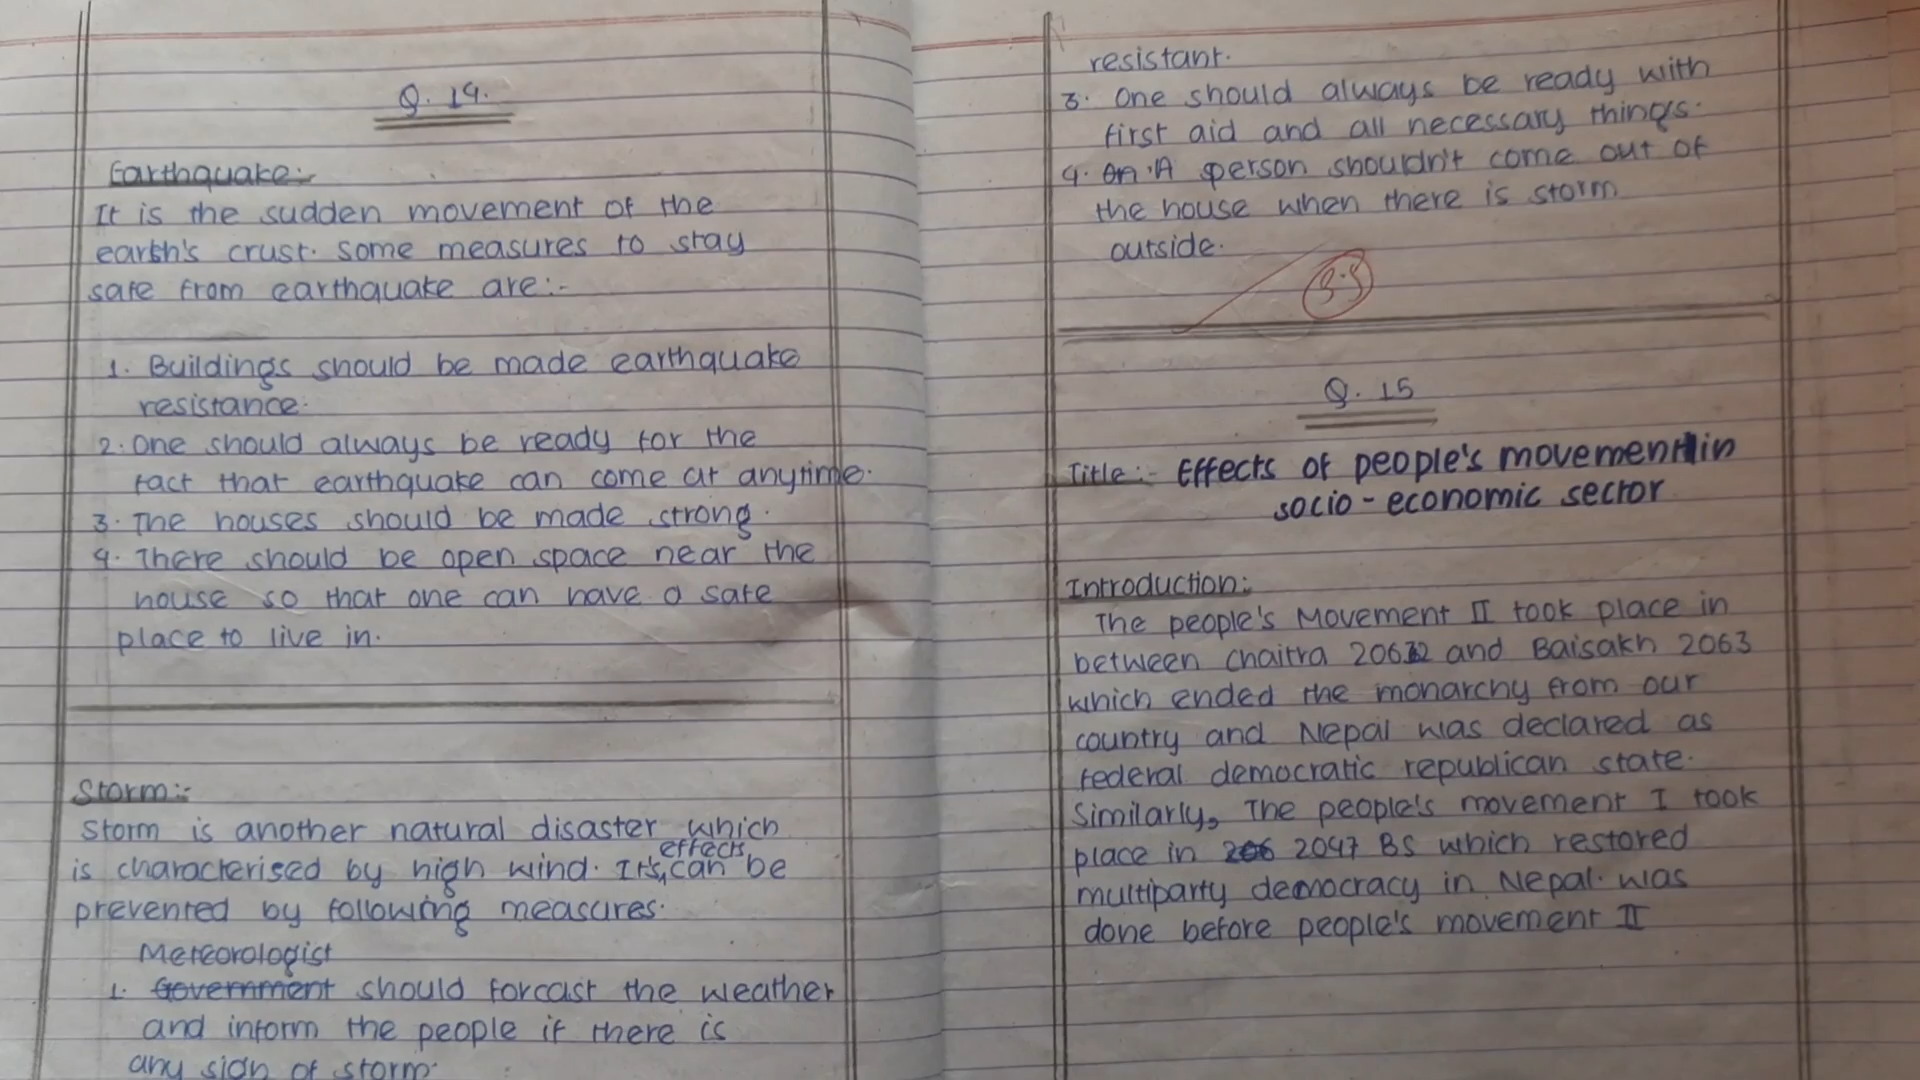 Q. 14.
Earthquake:-
It is the sudden movement of the
earth's crust. Some measures to stay
safe from earthquake are:-
1. Buildings should be made earthquake
resistance.
2. One should always be ready for the
fact that earthquake can come at anytime.
3. The houses should be made strong.
4. There should be open space near the
house so that one can have a safe
place to live in.
Storm:-
Storm is another natural disaster which
is characterised by high wind. It's effects can be
prevented by following measures.
Meteorologist
1. Government should forcast the weather
and inform the people if there is
any sign of storm.
resistant.
3. One should always be ready with
first aid and all necessary things.
4. On. A person shouldn't come out of
the house when there is storm
outside.
3.5
Q. 15
Title:- Effects of people's movement in
socio-economic sector
Introduction:-
The people's Movement II took place in
between Chaitra 2062 and Baisakh 2063
which ended the monarchy from our
country and Nepal was declared as
federal democratic republican state.
Similarly, The people's movement I took
place in 206 2047 BS which restored
multiparty democracy in Nepal. was
done before people's movement II